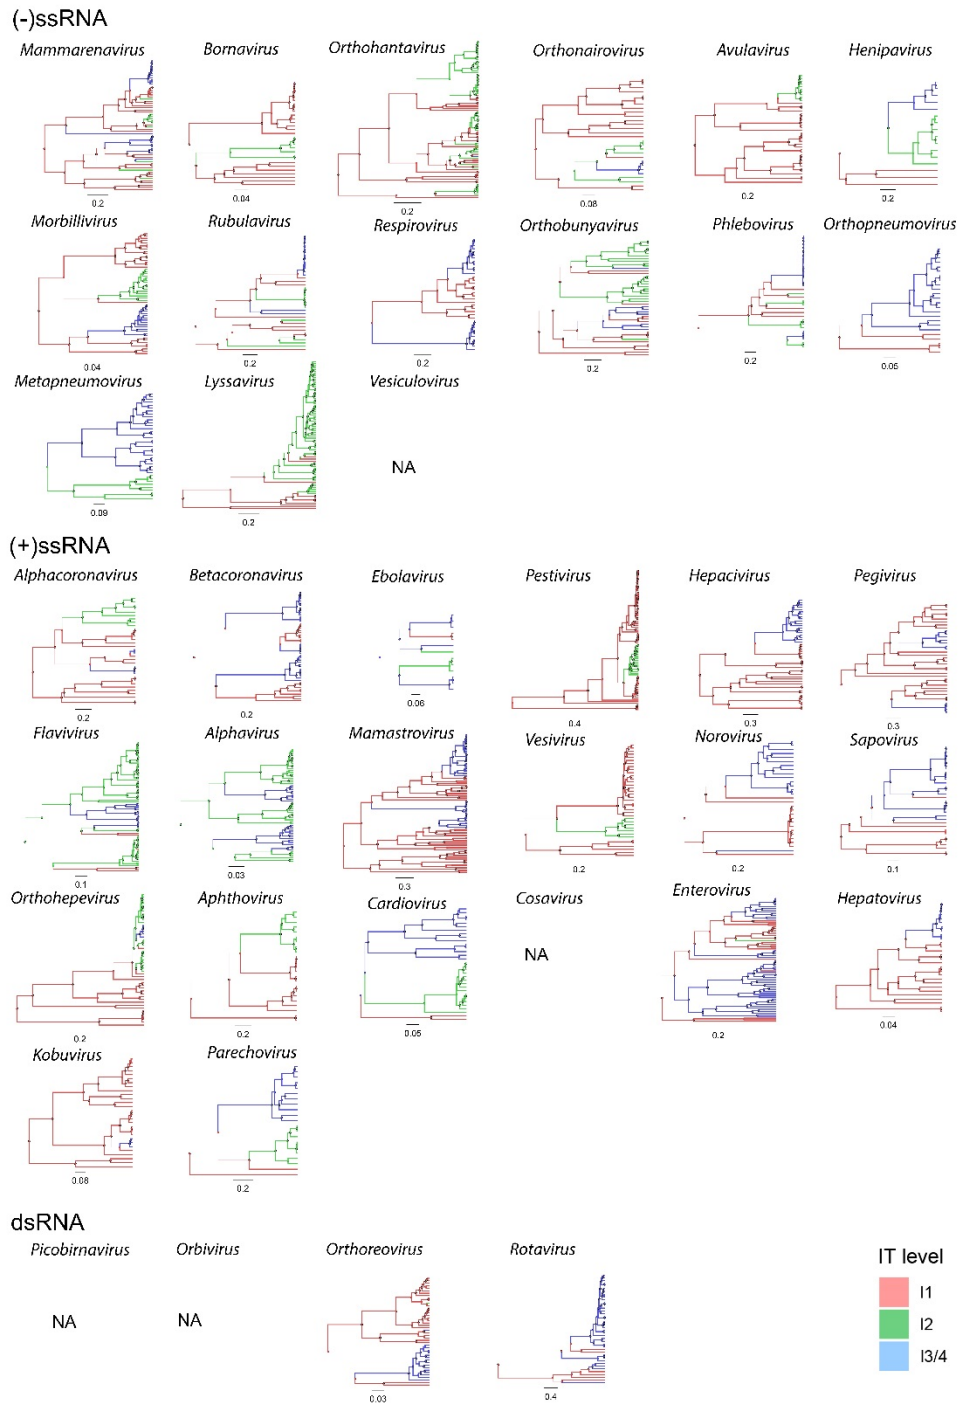 (-)ssRNA
Mammarenavirus Bornavirus Orthohantavirus Orthonairovirus Avulavirus Henipavirus
0.2 0.04 0.2 0.08 0.2 0.2
Morbillivirus Rubulavirus Respirovirus Orthobunyavirus Phlebovirus Orthopneumovirus
0.04 0.2 0.2 0.2 0.2 0.06
Metapneumovirus Lyssavirus Vesiculovirus
NA
0.09 0.2
(+)ssRNA
Alphacoronavirus Betacoronavirus Ebolavirus Pestivirus Hepacivirus Pegivirus
0.2 0.2 0.06 0.4 0.3 0.3
Flavivirus Alphavirus Mamastrovirus Vesivirus Norovirus Sapovirus
0.1 0.03 0.3 0.2 0.2 0.1
Orthohepevirus Aphthovirus Cardiovirus Cosavirus Enterovirus Hepatovirus
NA
0.2 0.2 0.05 0.2 0.04
Kobuvirus Parechovirus
0.08 0.2
dsRNA
Picobirnavirus Orbivirus Orthoreovirus Rotavirus
NA NA
0.03 0.4
IT level
I1
I2
I3/4